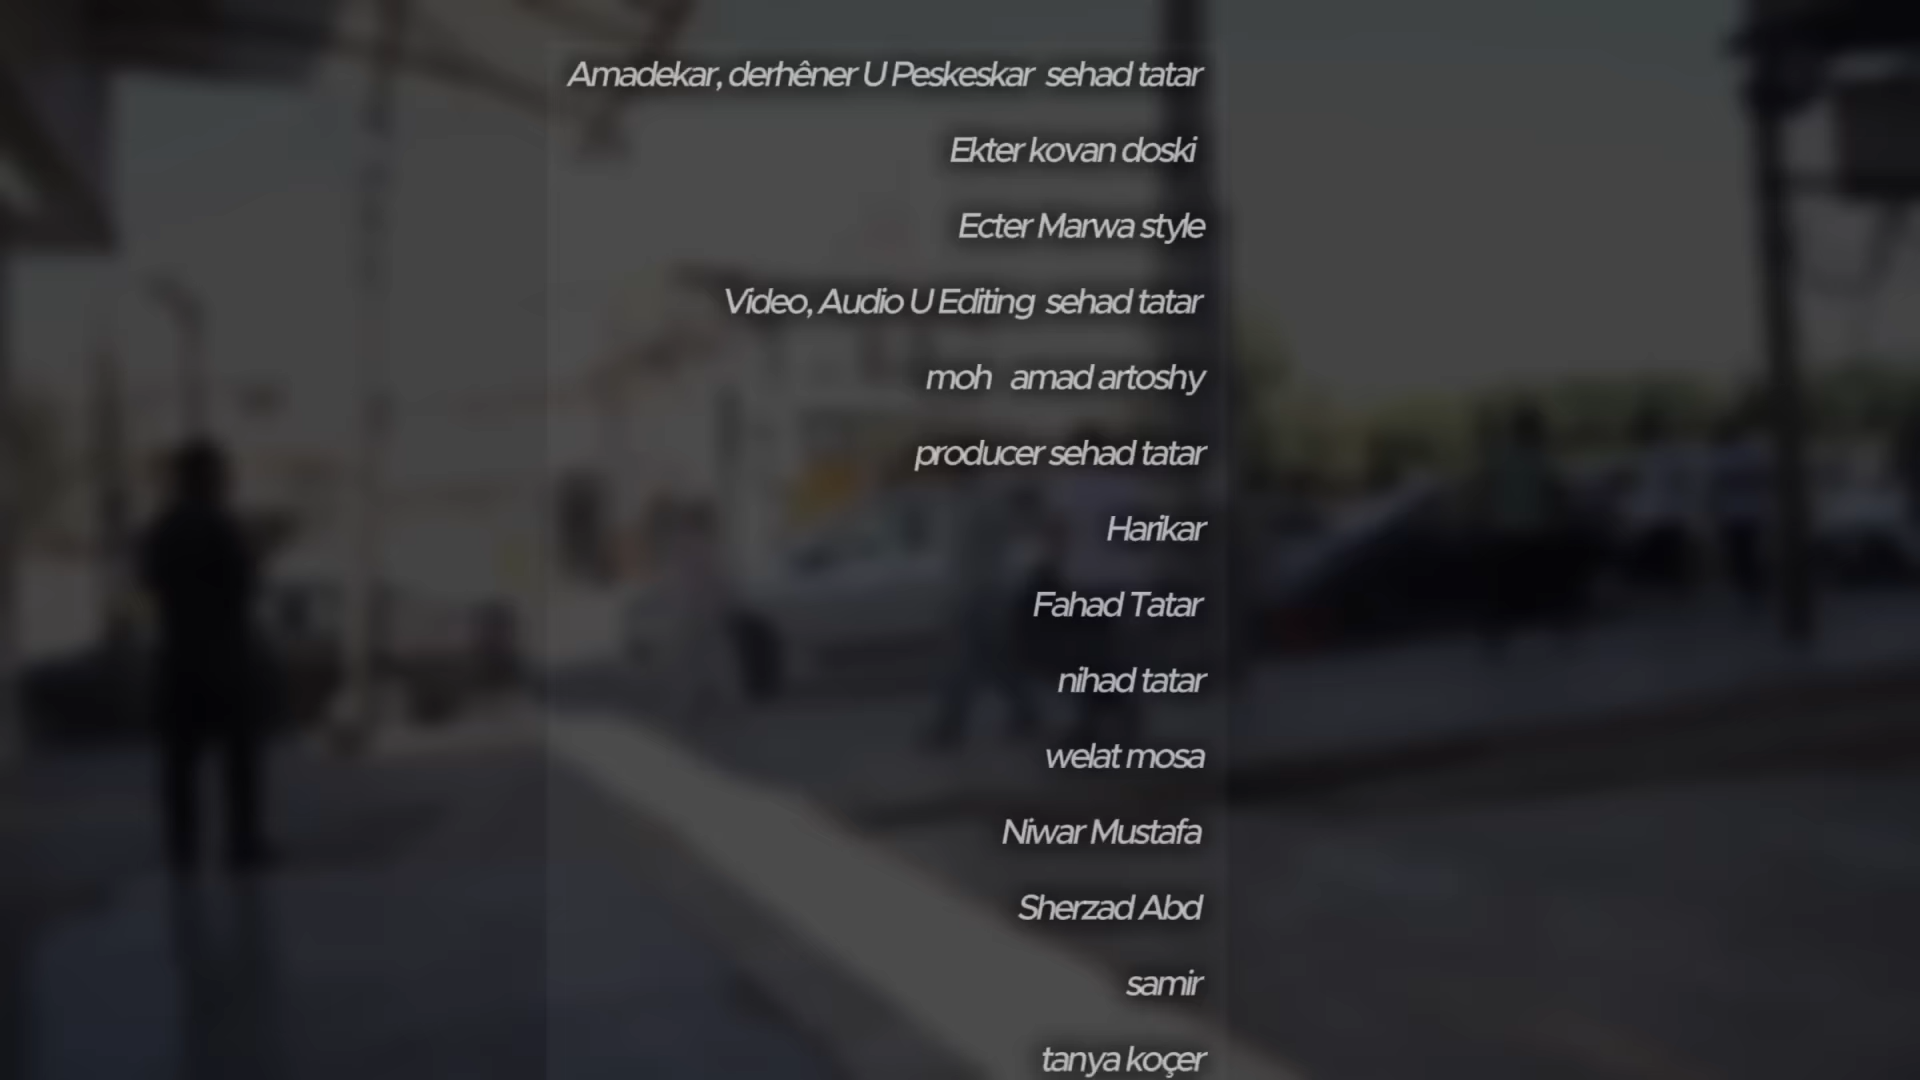 Amadekar, derhêner U Peskeskar sehad tatar
Ekter kovan doski
Ecter Marwa style
Video, Audio U Editing sehad tatar
moh amad artoshy
producer sehad tatar
Harikar
Fahad Tatar
nihad tatar
welat mosa
Niwar Mustafa
Sherzad Abd
samir
tanya koçer